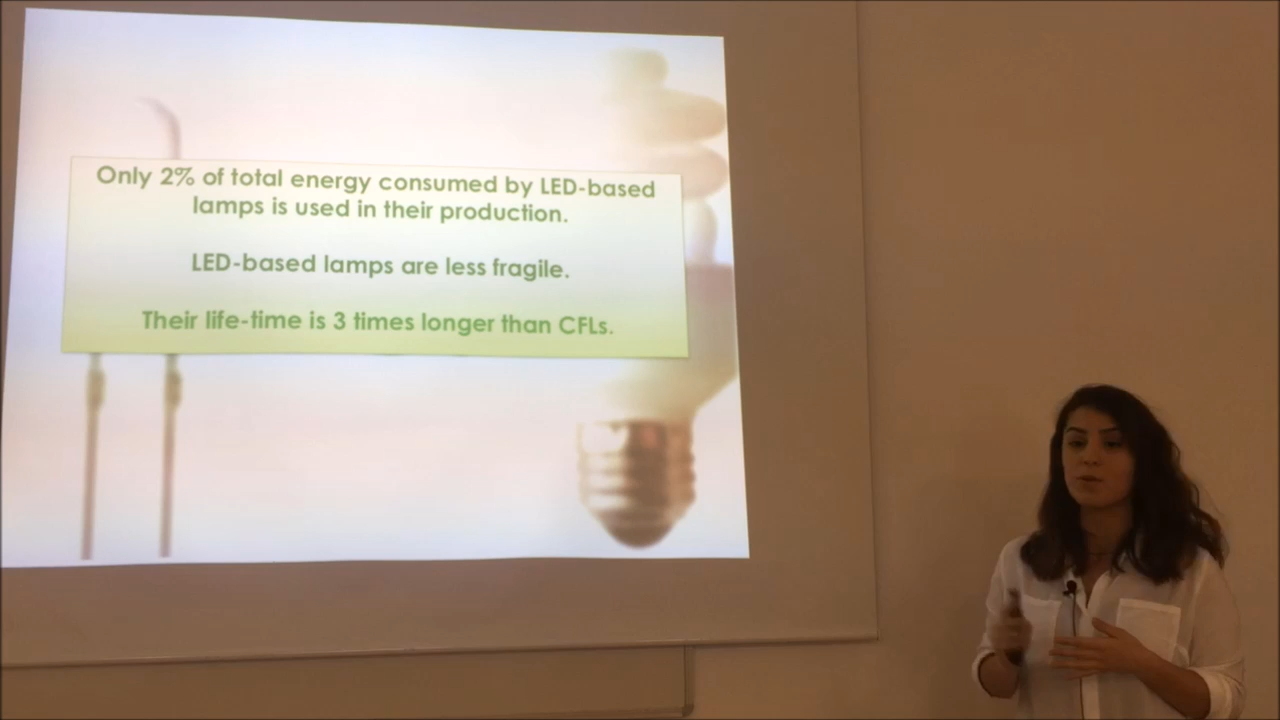 Only 2% of total energy consumed by LED-based
lamps is used in their production.
LED-based lamps are less fragile.
Their life-time is 3 times longer than CFLs.